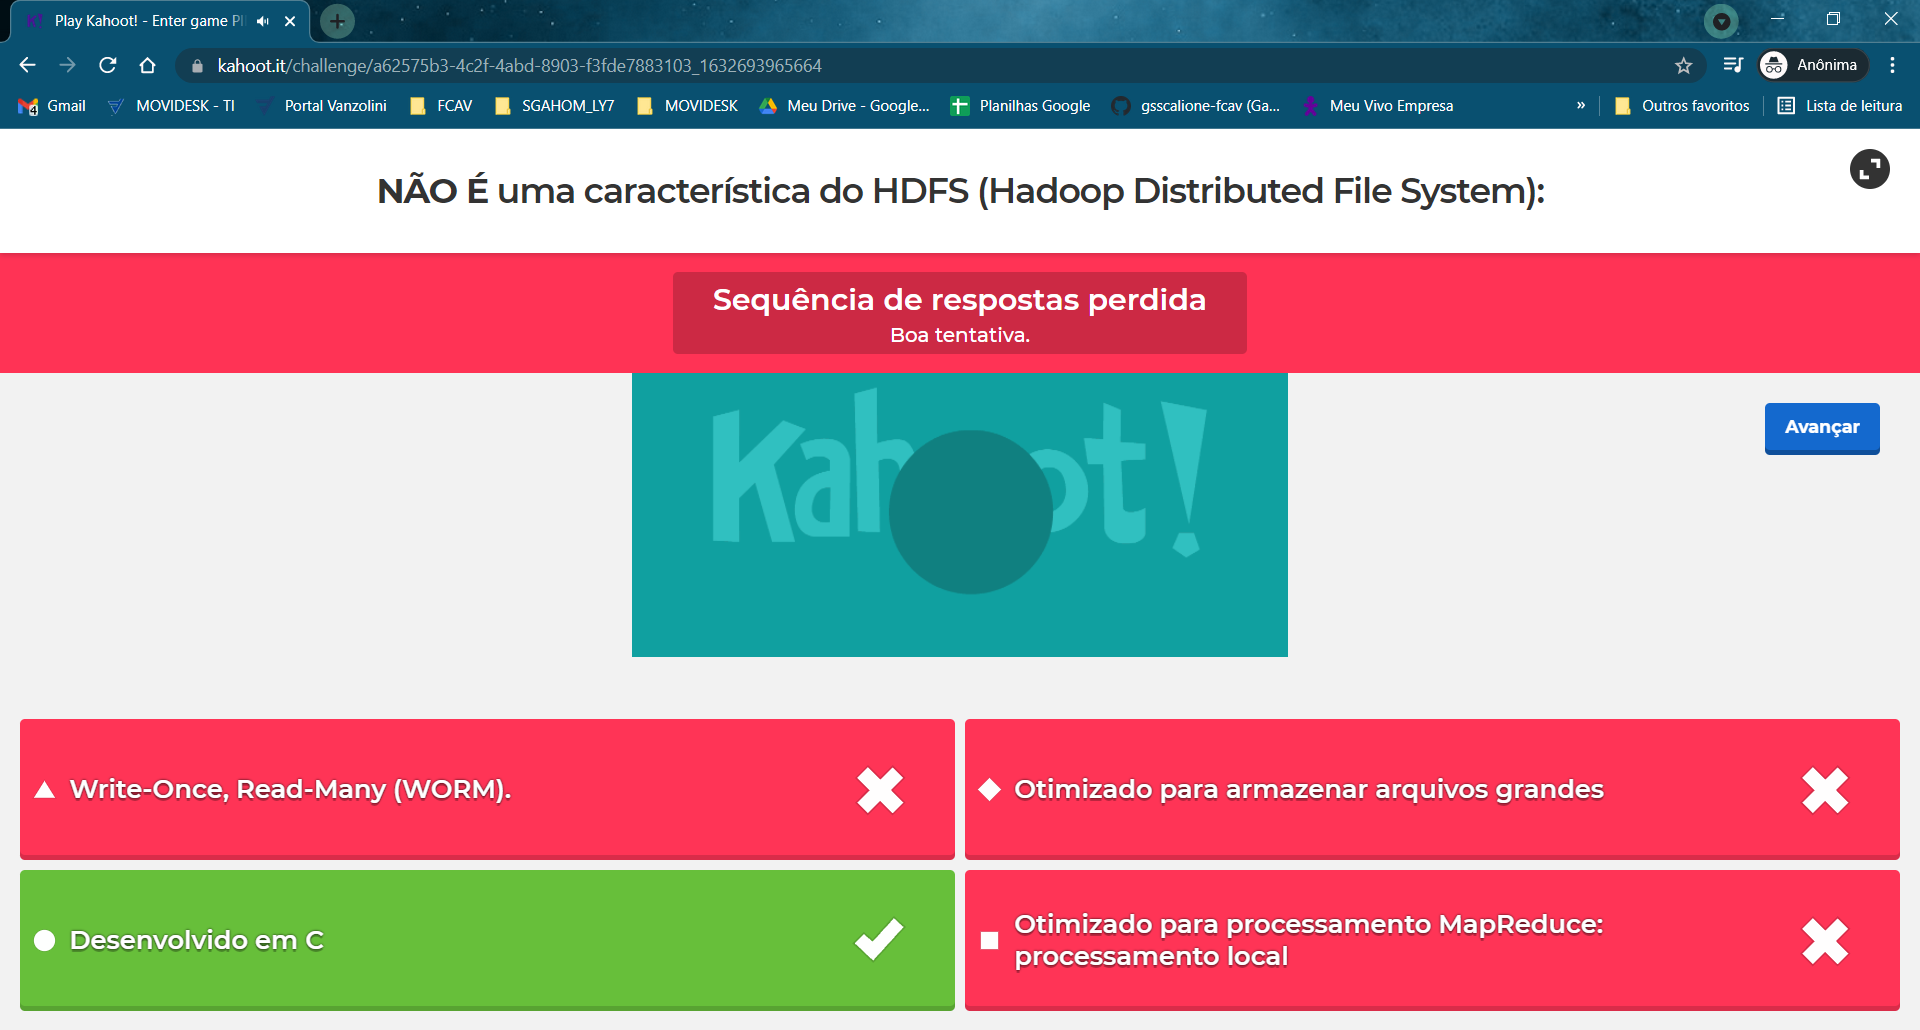 Play Kahoot! - Enter game
kahoot.it/challenge/a62575b3-4c2f-4abd-8903-f3fde7883103_1632693965664
Anônima
Gmail
MOVIDESK - TI
Portal Vanzolini
FCAV
SGAHOM_LY7
MOVIDESK
Meu Drive - Google...
Planilhas Google
gsscalione-fcav (Ga...
Meu Vivo Empresa
»
Outros favoritos
Lista de leitura
NÃO É uma característica do HDFS (Hadoop Distributed File System):
Sequência de respostas perdida
Boa tentativa.
Kahoot!
Avançar
Write-Once, Read-Many (WORM).
Otimizado para armazenar arquivos grandes
Desenvolvido em C
Otimizado para processamento MapReduce:
processamento local